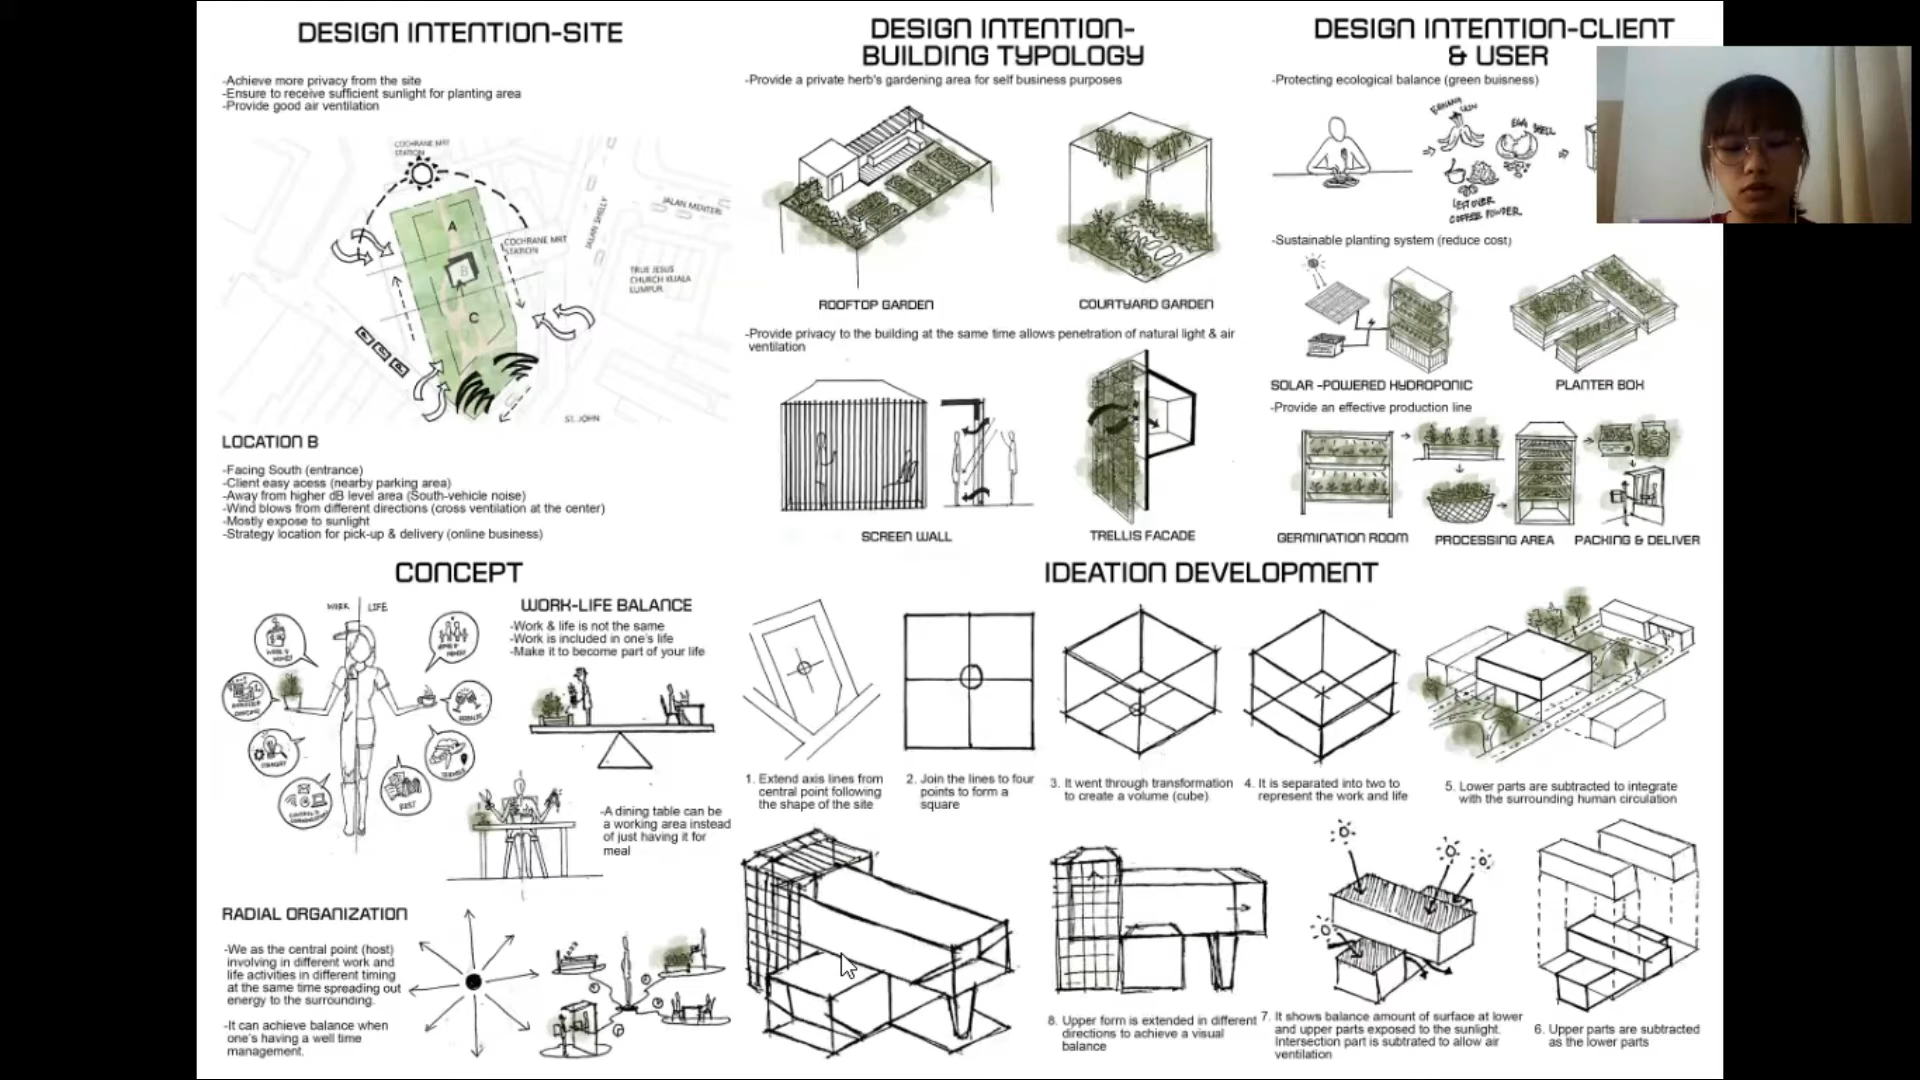 DESIGN INTENTION-SITE
-Achieve more privacy from the site
-Ensure to receive sufficient sunlight for planting area
-Provide good air ventilation
COCHRANE MRT
STATION
A
COCHRANE MRT
STATION
B
C
JALAN SHELLY
JALAN MENTERI
TRUE JESUS
CHURCH KUALA
LUMPUR
ST. JOHN
LOCATION B
-Facing South (entrance)
-Client easy acess (nearby parking area)
-Away from higher dB level area (South-vehicle noise)
-Wind blows from different directions (cross ventilation at the center)
-Mostly expose to sunlight
-Strategy location for pick-up & delivery (online business)
DESIGN INTENTION-
BUILDING TYPOLOGY
-Provide a private herb's gardening area for self business purposes
ROOFTOP GARDEN
COURTYARD GARDEN
-Provide privacy to the building at the same time allows penetration of natural light & air
ventilation
SCREEN WALL
TRELLIS FACADE
DESIGN INTENTION-CLIENT
& USER
-Protecting ecological balance (green buisness)
BANANA
SKIN
EGG SHELL
LEFTOVER
COFFEE POWDER
-Sustainable planting system (reduce cost)
SOLAR -POWERED HYDROPONIC
PLANTER BOX
-Provide an effective production line
GERMINATION ROOM
PROCESSING AREA
PACKING & DELIVER
CONCEPT
WORK
LIFE
WORK-LIFE BALANCE
-Work & life is not the same
-Work is included in one's life
-Make it to become part of your life
REST
-A dining table can be
a working area instead
of just having it for
meal
RADIAL ORGANIZATION
-We as the central point (host)
involving in different work and
life activities in different timing
at the same time spreading out
energy to the surrounding.
-It can achieve balance when
one's having a well time
management.
IDEATION DEVELOPMENT
1. Extend axis lines from
central point following
the shape of the site
2. Join the lines to four
points to form a
square
3. It went through transformation
to create a volume (cube)
4. It is separated into two to
represent the work and life
5. Lower parts are subtracted to integrate
with the surrounding human circulation
8. Upper form is extended in different
directions to achieve a visual
balance
7. It shows balance amount of surface at lower
and upper parts exposed to the sunlight.
Intersection part is subtrated to allow air
ventilation
6. Upper parts are subtracted
as the lower parts